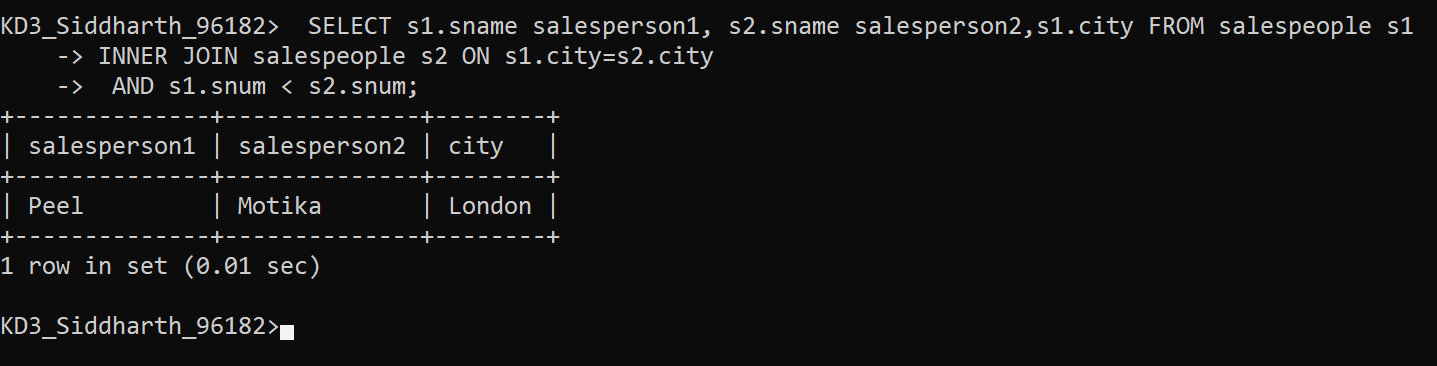 KD3_Siddharth_96182>  SELECT s1.sname salesperson1, s2.sname salesperson2,s1.city FROM salespeople s1
    -> INNER JOIN salespeople s2 ON s1.city=s2.city
    ->  AND s1.snum < s2.snum;
+--------------+--------------+--------+
| salesperson1 | salesperson2 | city   |
+--------------+--------------+--------+
| Peel         | Motika       | London |
+--------------+--------------+--------+
1 row in set (0.01 sec)

KD3_Siddharth_96182>